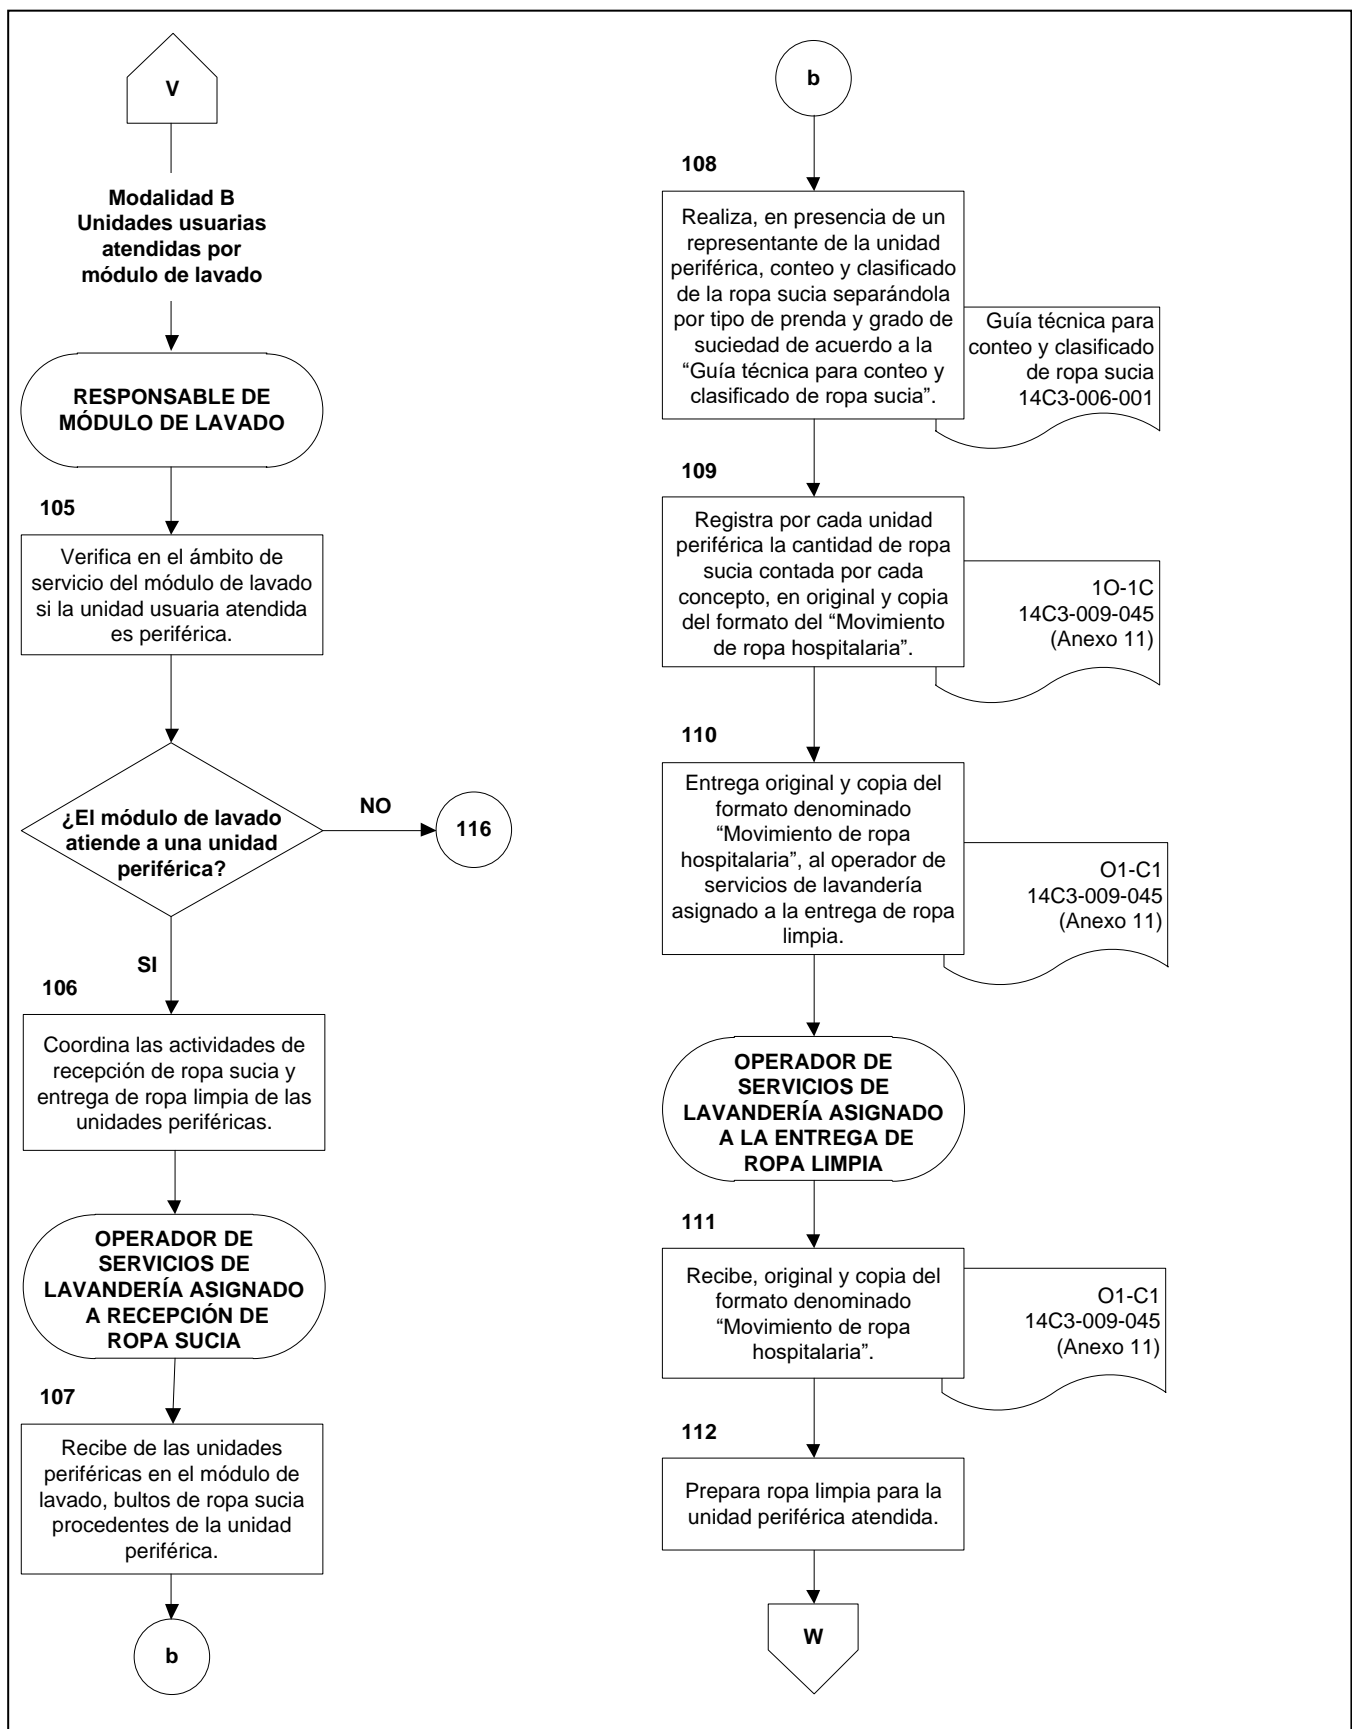 V
Modalidad B
Unidades usuarias
atendidas por
módulo de lavado
RESPONSABLE DE
MÓDULO DE LAVADO
105
Verifica en el ámbito de
servicio del módulo de lavado
si la unidad usuaria atendida
es periférica.
¿El módulo de lavado
atiende a una unidad
periférica?
NO
116
SI
106
Coordina las actividades de
recepción de ropa sucia y
entrega de ropa limpia de las
unidades periféricas.
OPERADOR DE
SERVICIOS DE
LAVANDERÍA ASIGNADO
A RECEPCIÓN DE
ROPA SUCIA
107
Recibe de las unidades
periféricas en el módulo de
lavado, bultos de ropa sucia
procedentes de la unidad
periférica.
b
b
108
Realiza, en presencia de un
representante de la unidad
periférica, conteo y clasificado
de la ropa sucia separándola
por tipo de prenda y grado de
suciedad de acuerdo a la
“Guía técnica para conteo y
clasificado de ropa sucia”.
Guía técnica para
conteo y clasificado
de ropa sucia
14C3-006-001
109
Registra por cada unidad
periférica la cantidad de ropa
sucia contada por cada
concepto, en original y copia
del formato del “Movimiento
de ropa hospitalaria”.
1O-1C
14C3-009-045
(Anexo 11)
110
Entrega original y copia del
formato denominado
“Movimiento de ropa
hospitalaria”, al operador de
servicios de lavandería
asignado a la entrega de ropa
limpia.
O1-C1
14C3-009-045
(Anexo 11)
OPERADOR DE
SERVICIOS DE
LAVANDERÍA ASIGNADO
A LA ENTREGA DE
ROPA LIMPIA
111
Recibe, original y copia del
formato denominado
“Movimiento de ropa
hospitalaria”.
O1-C1
14C3-009-045
(Anexo 11)
112
Prepara ropa limpia para la
unidad periférica atendida.
W